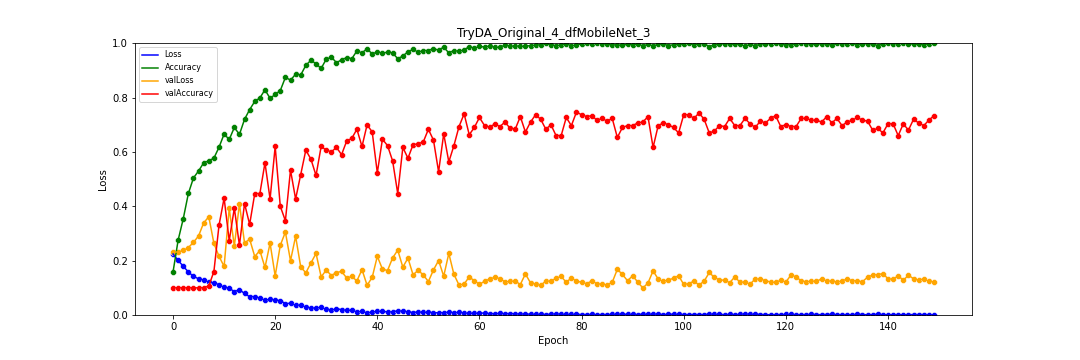 TryDA_Original_4_dfMobileNet_3
Loss
Accuracy
valLoss
valAccuracy
1.0
0.8
0.6
0.4
0.2
0.0
Loss
0 20 40 60 80 100 120 140
Epoch